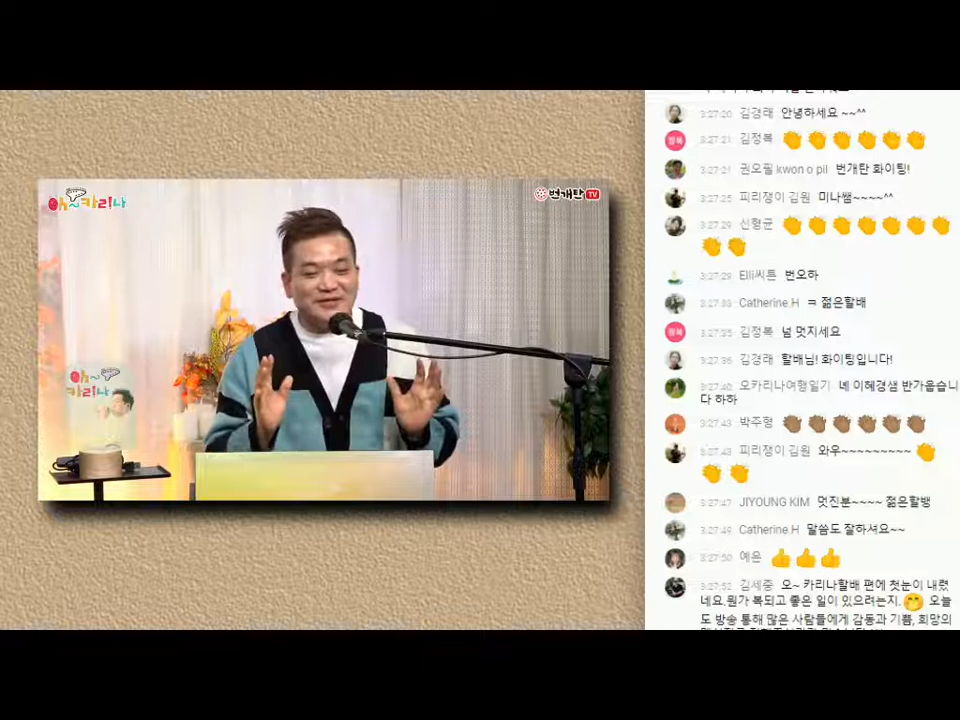 아~카리나
번개탄 TV
아~
카리나
3:27:20 김경래 안녕하세요 ~~^^
정복 3:27:21 김정복 👏👏👏👏👏👏
3:27:21 권오필 kwon o pil 번개탄 화이팅!
3:27:25 피리쟁이 김원 미나쌤~~~~^^
3:27:29 신형균 👏👏👏👏👏👏👏
👏👏
3:27:29 Elli씨튼 번오하
3:27:33 Catherine.H ㅋ 젊은할배
정복 3:27:35 김정복 넘 멋지세요
3:27:36 김경래 할배님! 화이팅입니다!
3:27:40 오카리나여행일기 네 이혜경샘 반가옵습니
다 하하
3:27:43 박주형 👏🏽👏🏽👏🏽👏🏽👏🏽👏🏽
3:27:43 피리쟁이 김원 와우~~~~~~~~~ 👏
👏👏
3:27:47 JIYOUNG KIM 멋진분~~~~ 젊은할뱅
3:27:49 Catherine.H 말씀도 잘하셔요~~
3:27:50 예은 👍👍👍
3:27:52 김세중 오~ 카리나할배 편에 첫눈이 내렸
네요.뭔가 복되고 좋은 일이 있으려는지.🤭 오늘
도 방송 통해 많은 사람들에게 감동과 기쁨, 희망의